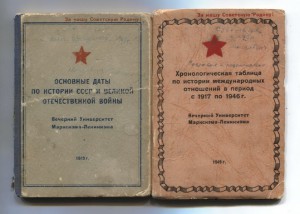 За нашу Советскую Родину!
ОСНОВНЫЕ ДАТЫ
ПО ИСТОРИИ СССР И ВЕЛИКОЙ
ОТЕЧЕСТВЕННОЙ ВОЙНЫ
Вечерний Университет
Марксизма-Ленинизма
За нашу Советскую Родину!
Хронологическая таблица
по истории международных
отношений в период
с 1917 по 1946 г.
Вечерний Университет
Марксизма-Ленинизма